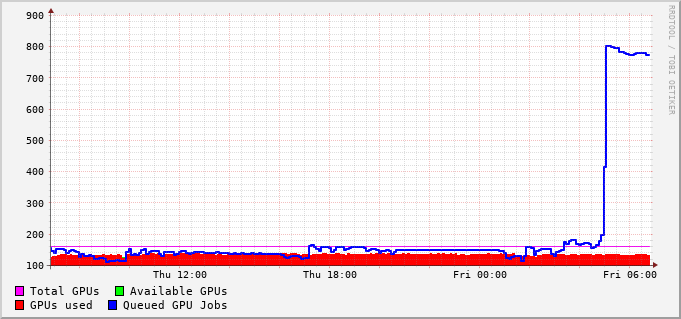 900
800
700
600
500
400
300
200
100
Thu 12:00 Thu 18:00 Fri 00:00 Fri 06:00
Total GPUs Available GPUs
GPUs used Queued GPU Jobs
RRDTOOL / TOBI OETIKER